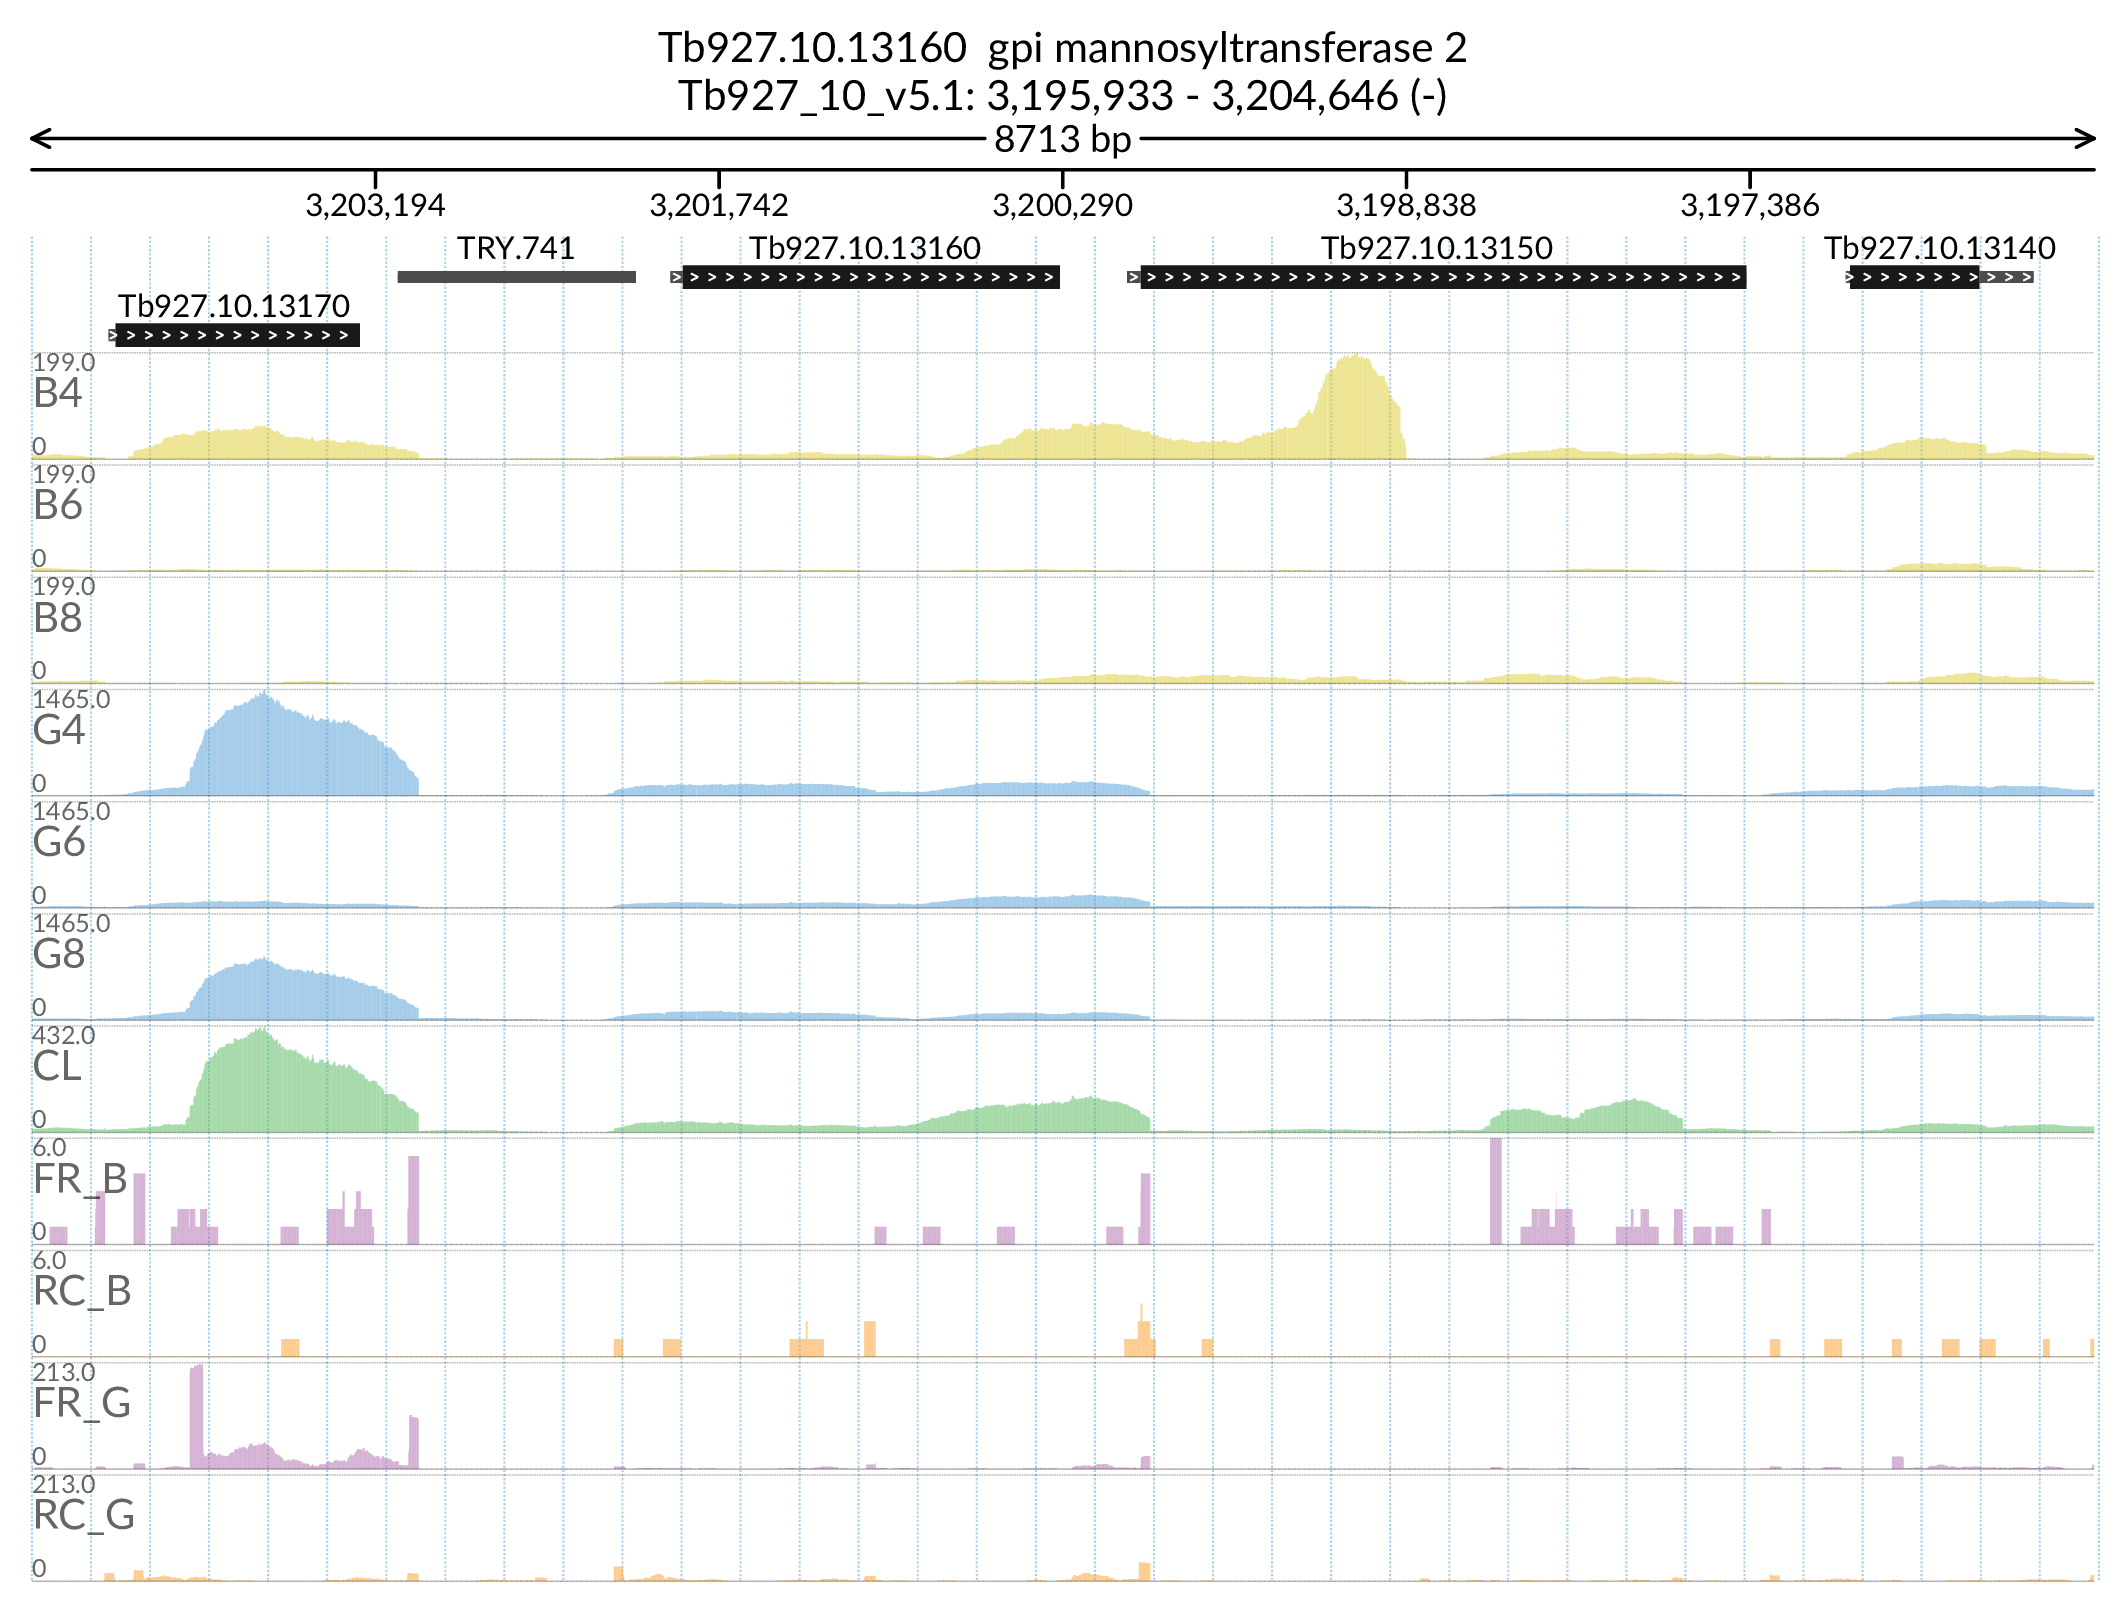 Tb927.10.13160  gpi mannosyltransferase 2
Tb927_10_v5.1: 3,195,933 - 3,204,646 (-)
8713 bp
3,203,194 3,201,742 3,200,290 3,198,838 3,197,386
TRY.741 Tb927.10.13160 Tb927.10.13150 Tb927.10.13140
Tb927.10.13170
199.0
B4
0
199.0
B6
0
199.0
B8
0
1465.0
G4
0
1465.0
G6
0
1465.0
G8
0
432.0
CL
0
6.0
FR_B
0
6.0
RC_B
0
213.0
FR_G
0
213.0
RC_G
0